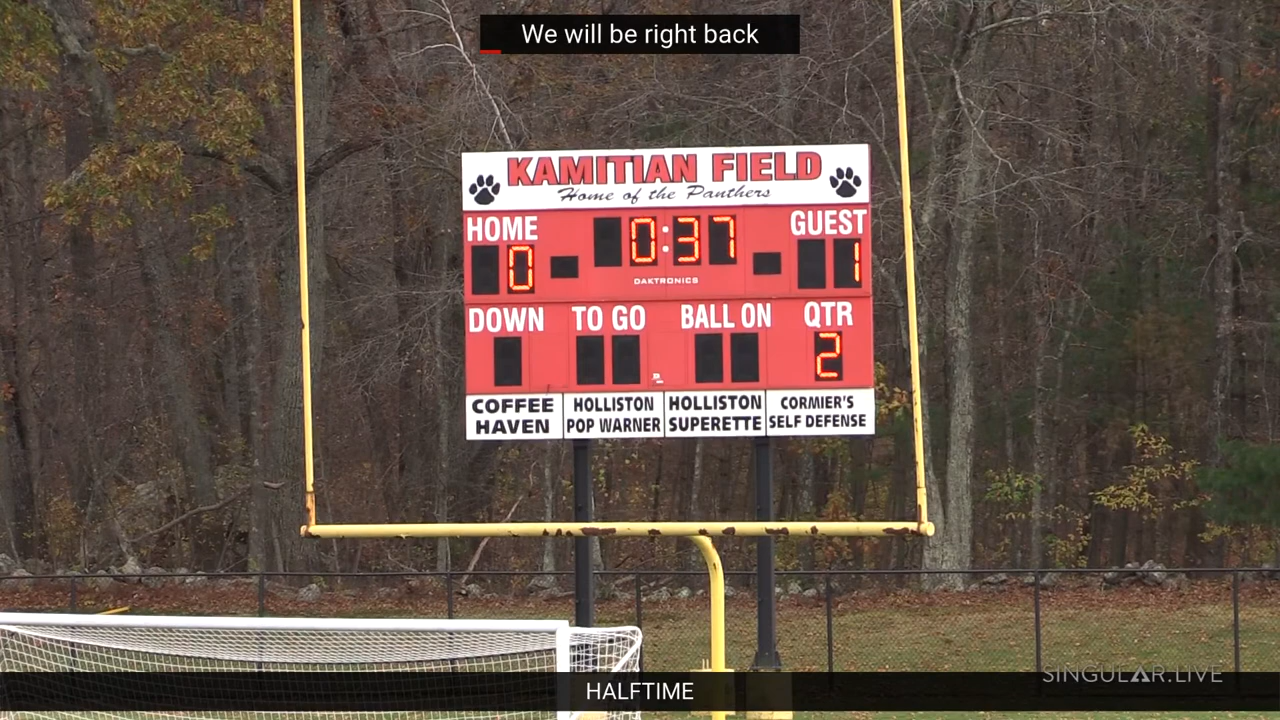 We will be right back
KAMITIAN FIELD
Home of the Panthers
HOME
0:37
GUEST
0
1
DAKTRONICS
DOWN TO GO BALL ON QTR
2
COFFEE HAVEN
HOLLISTON POP WARNER
HOLLISTON SUPERETTE
CORMIER'S SELF DEFENSE
SINGULAR.LIVE
HALFTIME